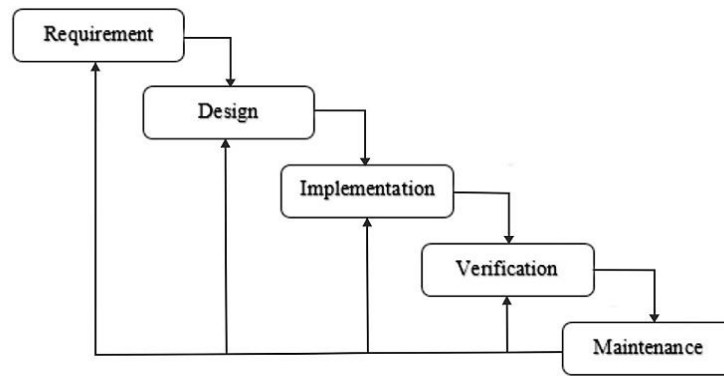 Requirement
Design
Implementation
Verification
Maintenance